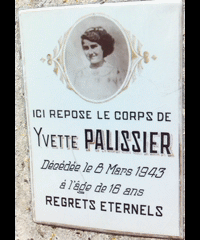 ICI REPOSE LE CORPS DE
YVETTE PALISSIER
Décédée le 8 Mars 1943
à l'âge de 16 ans
REGRETS ETERNELS